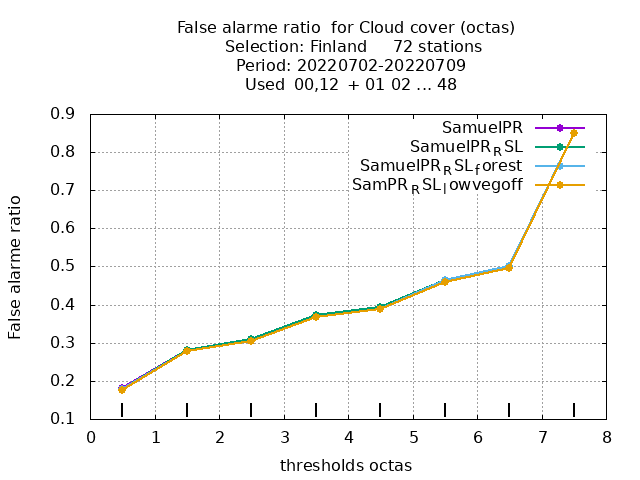 False alarme ratio for Cloud cover (octas)
Selection: Finland 72 stations
Period: 20220702-20220709
Used 00,12 + 01 02 ... 48
SamuelPR
SamuelPR_RSL
SamuelPR_RSL_forest
SamPR_RSL_lowvegoff
False alarme ratio
0.9
0.8
0.7
0.6
0.5
0.4
0.3
0.2
0.1
0 1 2 3 4 5 6 7 8
thresholds octas